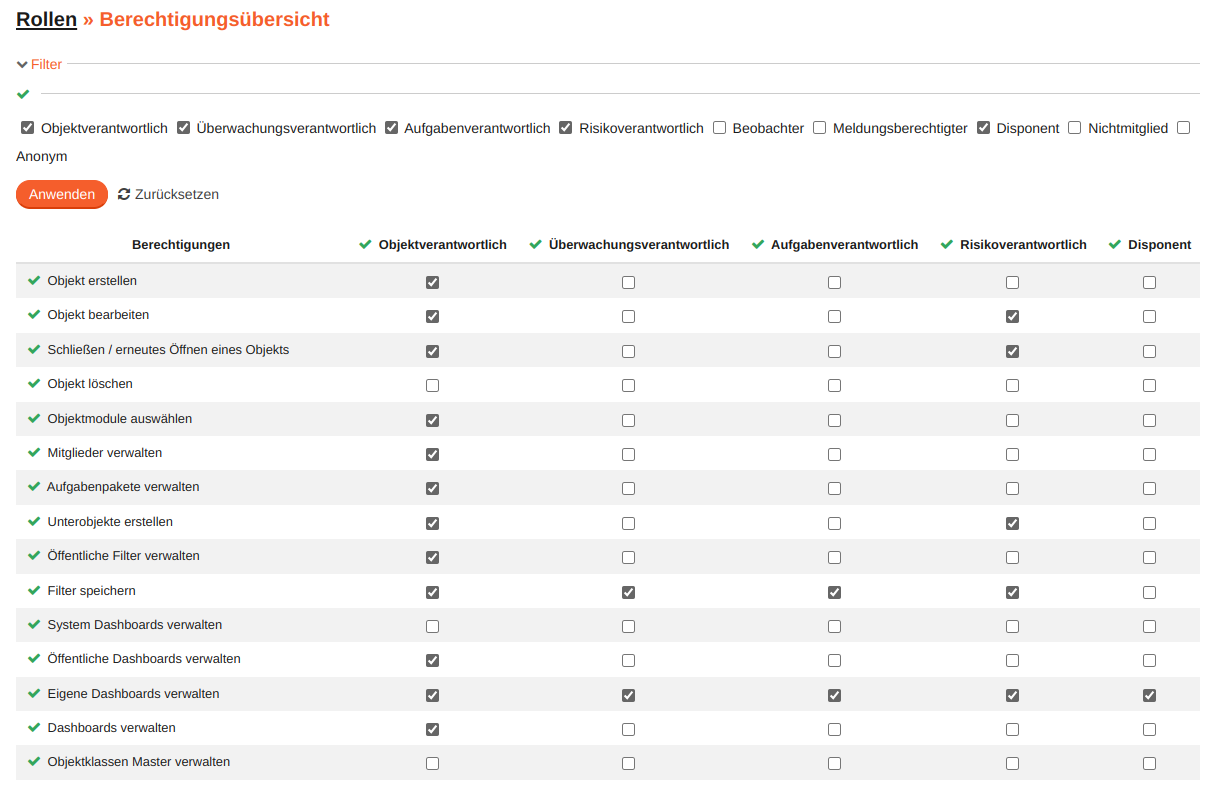 Rollen » Berechtigungsübersicht
Filter
Objektverantwortlich Überwachungsverantwortlich Aufgabenverantwortlich Risikoverantwortlich Beobachter Meldungsberechtigter Disponent Nichtmitglied
Anonym
Anwenden Zurücksetzen
Berechtigungen Objektverantwortlich Überwachungsverantwortlich Aufgabenverantwortlich Risikoverantwortlich Disponent
Objekt erstellen
Objekt bearbeiten
Schließen / erneutes Öffnen eines Objekts
Objekt löschen
Objektmodule auswählen
Mitglieder verwalten
Aufgabenpakete verwalten
Unterobjekte erstellen
Öffentliche Filter verwalten
Filter speichern
System Dashboards verwalten
Öffentliche Dashboards verwalten
Eigene Dashboards verwalten
Dashboards verwalten
Objektklassen Master verwalten